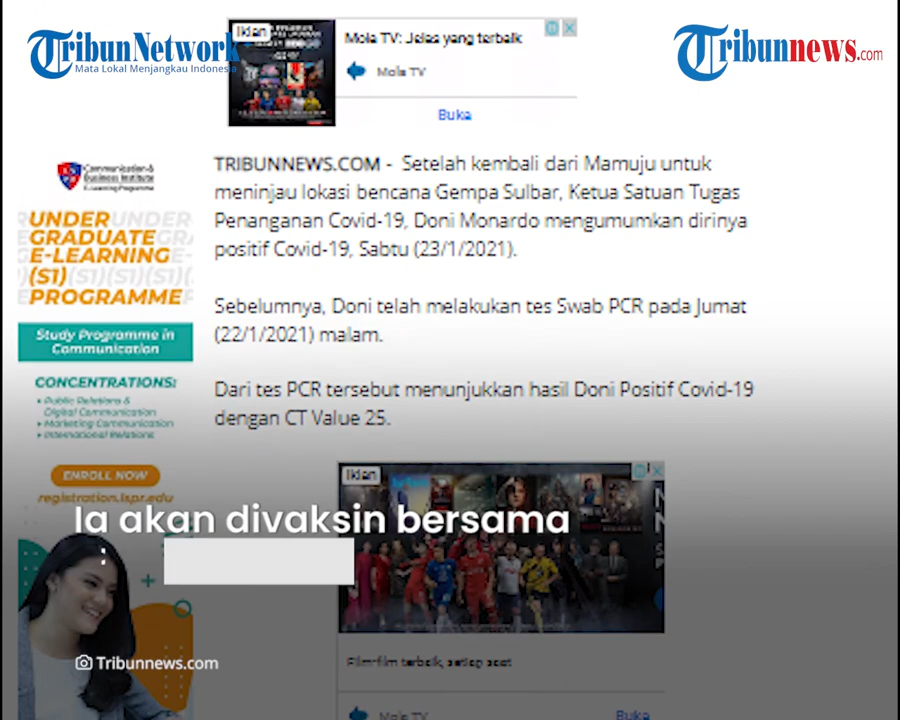 Iklan
Mola TV: Jelas yang terbaik
Mola TV
Buka
Tribun Network
Mata Lokal Menjangkau Indonesia
Tribunnews.com
Communication &
Business Institute
E-Learning Programme
UNDER
GRADUATE
E-LEARNING
(S1)
PROGRAMME
Study Programme in
Communication
CONCENTRATIONS:
• Public Relations &
Digital Communication
• Marketing Communication
• International Relations
ENROLL NOW
registration.lspr.edu
TRIBUNNEWS.COM - Setelah kembali dari Mamuju untuk
meninjau lokasi bencana Gempa Sulbar, Ketua Satuan Tugas
Penanganan Covid-19, Doni Monardo mengumumkan dirinya
positif Covid-19, Sabtu (23/1/2021).
Sebelumnya, Doni telah melakukan tes Swab PCR pada Jumat
(22/1/2021) malam.
Dari tes PCR tersebut menunjukkan hasil Doni Positif Covid-19
dengan CT Value 25.
Iklan
Ia akan divaksin bersama
Tribunnews.com
Film-film terbaik, setiap saat
Mola TV
Buka